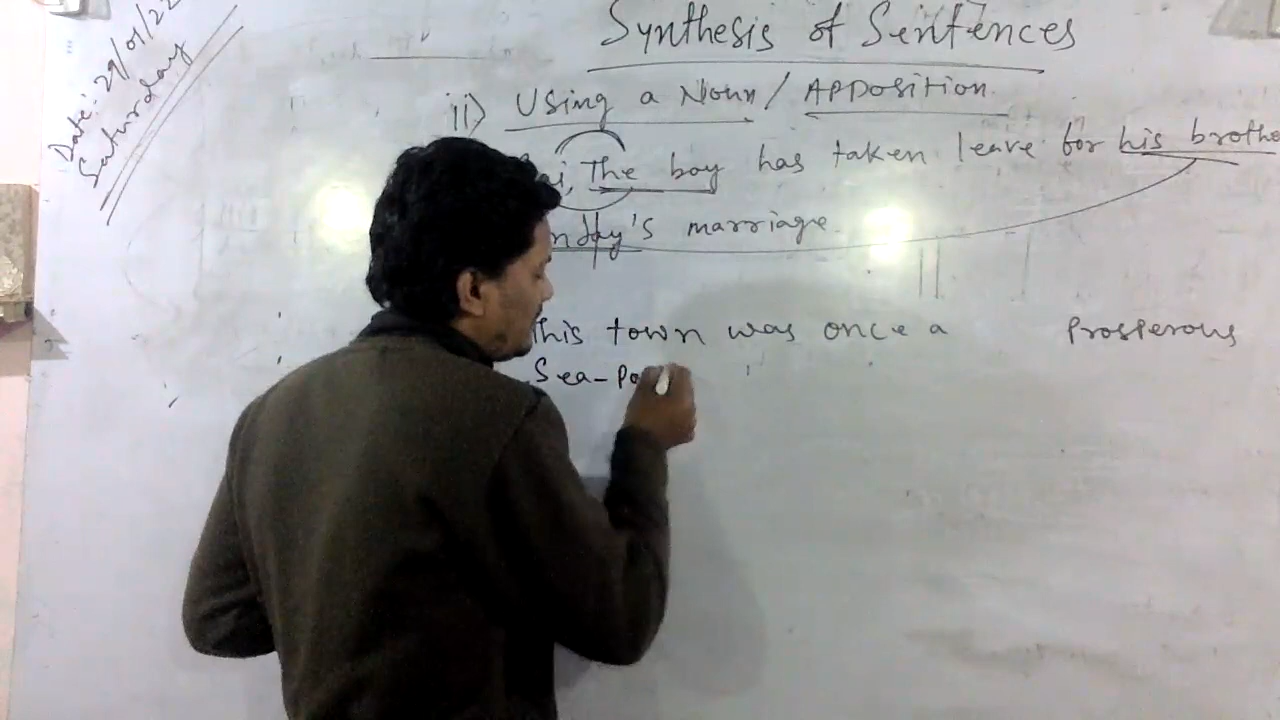 Date: 29/01/22
Saturday
Synthesis of Sentences
ii) Using a Noun / APPosition.
The boy has taken leave for his brothe
's marriage.
This town was once a Prosperous
Sea-Po